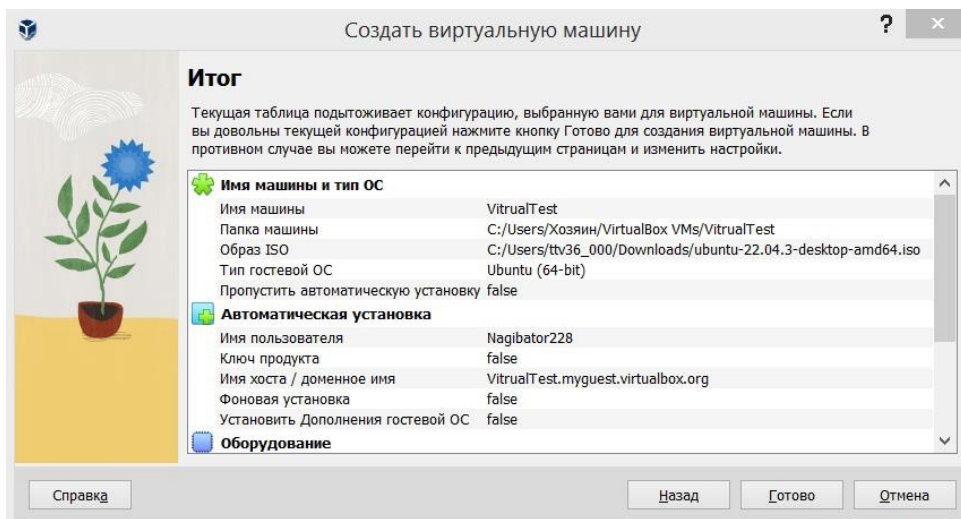 Создать виртуальную машину
?
×
Итог
Текущая таблица подытоживает конфигурацию, выбранную вами для виртуальной машины. Если
вы довольны текущей конфигурацией нажмите кнопку Готово для создания виртуальной машины. В
противном случае вы можете перейти к предыдущим страницам и изменить настройки.
Имя машины и тип ОС
Имя машины VitrualTest
Папка машины C:/Users/Хозяин/VirtualBox VMs/VitrualTest
Образ ISO C:/Users/ttv36_000/Downloads/ubuntu-22.04.3-desktop-amd64.iso
Тип гостевой ОС Ubuntu (64-bit)
Пропустить автоматическую установку false
Автоматическая установка
Имя пользователя Nagibator228
Ключ продукта false
Имя хоста / доменное имя VitrualTest.myguest.virtualbox.org
Фоновая установка false
Установить Дополнения гостевой ОС false
Оборудование
Справка Назад Готово Отмена